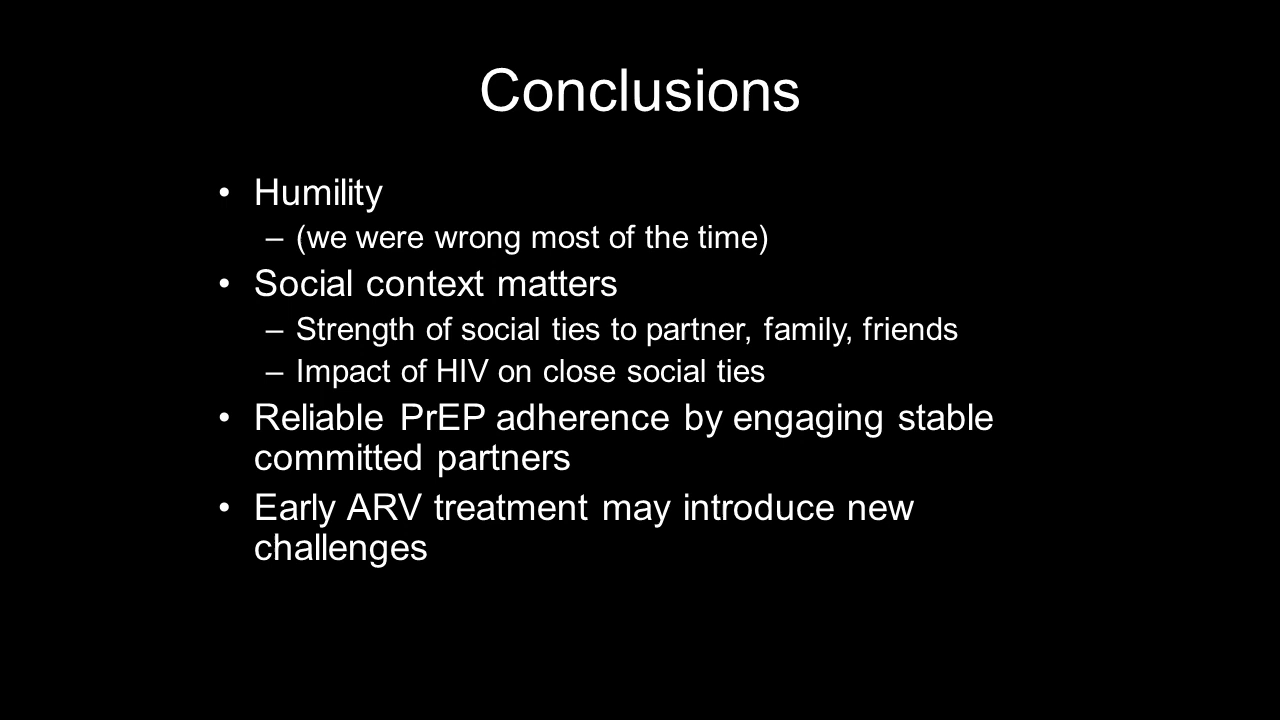 Conclusions
• Humility
– (we were wrong most of the time)
• Social context matters
– Strength of social ties to partner, family, friends
– Impact of HIV on close social ties
• Reliable PrEP adherence by engaging stable
committed partners
• Early ARV treatment may introduce new
challenges